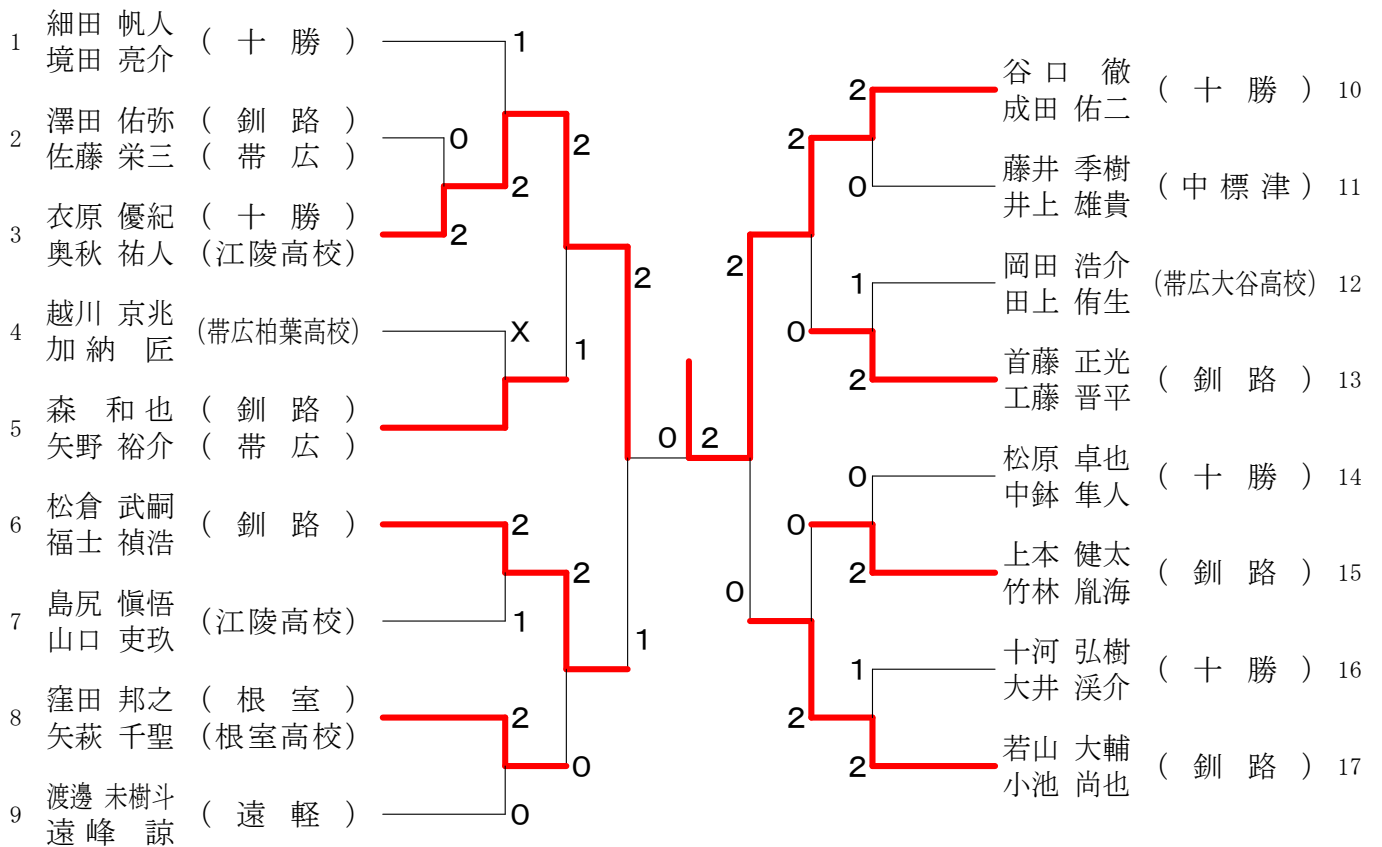 1 細田 帆人 ( 十 勝 ) 1
境田 亮介
2 澤田 佑弥 ( 釧 路 ) 0
佐藤 栄三 ( 帯 広 )
2
2
3 衣原 優紀 ( 十 勝 ) 2
奥秋 祐人 (江陵高校)
2
4 越川 京兆 (帯広柏葉高校) X
加納 匠
1
5 森 和也 ( 釧 路 )
矢野 裕介 ( 帯 広 )
0 2
6 松倉 武嗣 ( 釧 路 ) 2
福士 禎浩
2
7 島尻 愼悟 (江陵高校) 1
山口 吏玖
1
8 窪田 邦之 ( 根 室 ) 2
矢萩 千聖 (根室高校)
0
9 渡邊 未樹斗 ( 遠 軽 ) 0
遠峰 諒
2 谷口 徹 ( 十 勝 ) 10
成田 佑二
2
0 藤井 季樹 ( 中 標 津 ) 11
井上 雄貴
2
1 岡田 浩介 (帯広大谷高校) 12
田上 侑生
0
2 首藤 正光 ( 釧 路 ) 13
工藤 晋平
0 松原 卓也 ( 十 勝 ) 14
中鉢 隼人
0
2 上本 健太 ( 釧 路 ) 15
竹林 胤海
0
1 十河 弘樹 ( 十 勝 ) 16
大井 渓介
2
2 若山 大輔 ( 釧 路 ) 17
小池 尚也